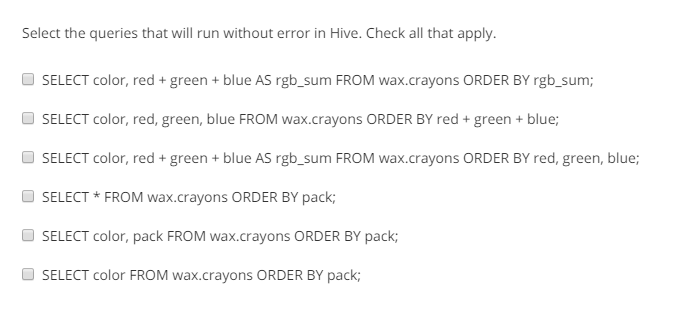 Select the queries that will run without error in Hive. Check all that apply.
SELECT color, red + green + blue AS rgb_sum FROM wax.crayons ORDER BY rgb_sum;
SELECT color, red, green, blue FROM wax.crayons ORDER BY red + green + blue;
SELECT color, red + green + blue AS rgb_sum FROM wax.crayons ORDER BY red, green, blue;
SELECT * FROM wax.crayons ORDER BY pack;
SELECT color, pack FROM wax.crayons ORDER BY pack;
SELECT color FROM wax.crayons ORDER BY pack;